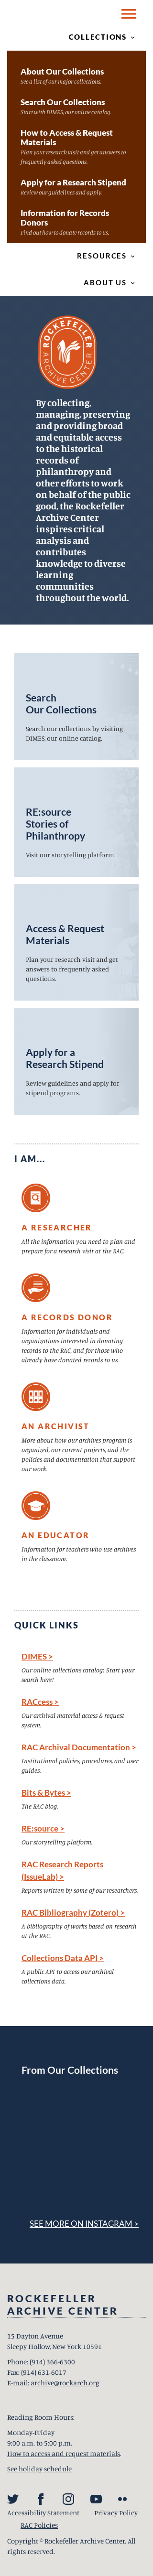 COLLECTIONS
About Our Collections
See a list of our major collections.
Search Our Collections
Start with DIMES, our online catalog.
How to Access & Request
Materials
Plan your research visit and get answers to
frequently asked questions.
Apply for a Research Stipend
Review our guidelines and apply.
Information for Records
Donors
Find out how to donate records to us.
RESOURCES
ABOUT US
ROCKEFELLER
ARCHIVE CENTER
By collecting,
managing, preserving
and providing broad
and equitable access
to the historical
records of
philanthropy and
other efforts to work
on behalf of the public
good, the Rockefeller
Archive Center
inspires critical
analysis and
contributes
knowledge to diverse
learning
communities
throughout the world.
Search
Our Collections
Search our collections by visiting
DIMES, our online catalog.
RE:source
Stories of
Philanthropy
Visit our storytelling platform.
Access & Request
Materials
Plan your research visit and get
answers to frequently asked
questions.
Apply for a
Research Stipend
Review guidelines and apply for
stipend programs.
I AM...
A RESEARCHER
All the information you need to plan and
prepare for a research visit at the RAC.
A RECORDS DONOR
Information for individuals and
organizations interested in donating
records to the RAC, and for those who
already have donated records to us.
AN ARCHIVIST
More about how our archives program is
organized, our current projects, and the
policies and documentation that support
our work.
AN EDUCATOR
Information for teachers who use archives
in the classroom.
QUICK LINKS
DIMES >
Our online collections catalog: Start your
search here!
RACcess >
Our archival material access & request
system.
RAC Archival Documentation >
Institutional policies, procedures, and user
guides.
Bits & Bytes >
The RAC blog.
RE:source >
Our storytelling platform.
RAC Research Reports
(IssueLab) >
Reports written by some of our researchers.
RAC Bibliography (Zotero) >
A bibliography of works based on research
at the RAC.
Collections Data API >
A public API to access our archival
collections data.
From Our Collections
SEE MORE ON INSTAGRAM >
ROCKEFELLER
ARCHIVE CENTER
15 Dayton Avenue
Sleepy Hollow, New York 10591
Phone: (914) 366-6300
Fax: (914) 631-6017
E-mail: archive@rockarch.org
Reading Room Hours:
Monday-Friday
9:00 a.m. to 5:00 p.m.
How to access and request materials.
See holiday schedule
Accessibility Statement Privacy Policy
RAC Policies
Copyright © Rockefeller Archive Center. All
rights reserved.